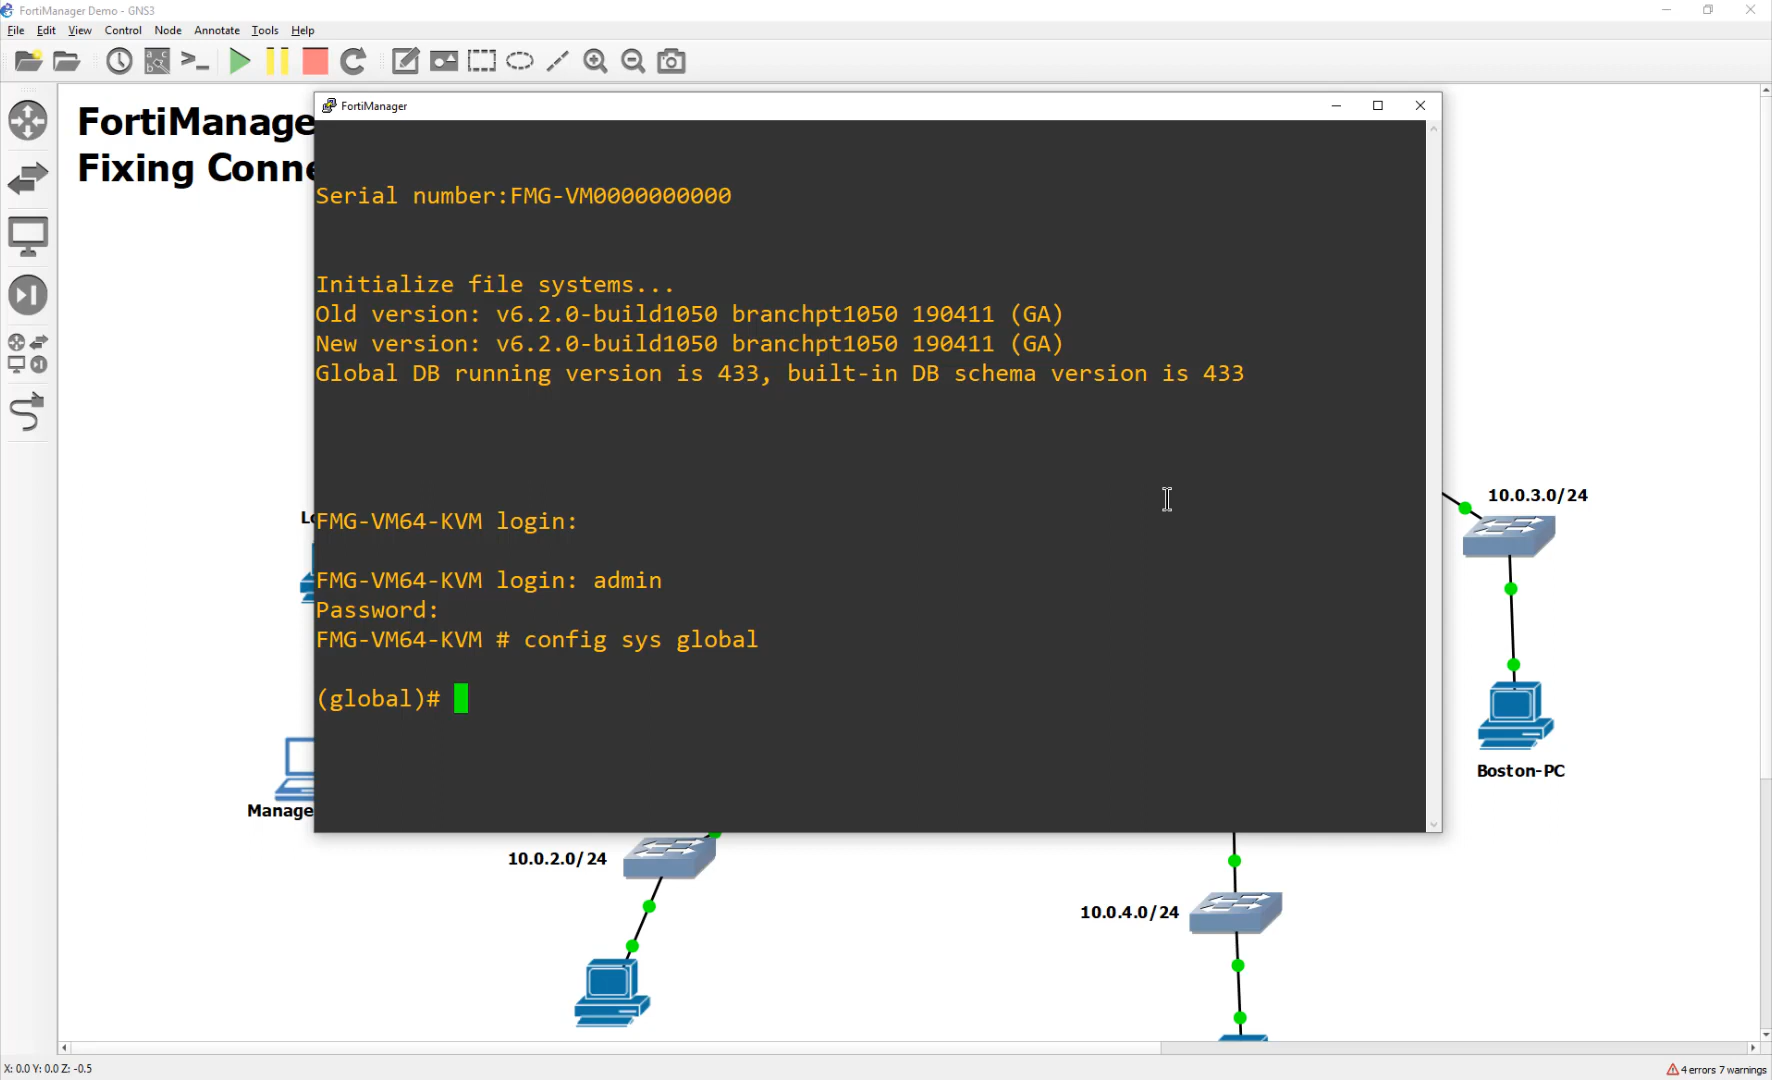 FortiManager Demo - GNS3
File Edit View Control Node Annotate Tools Help
FortiManage
Fixing Conne
FortiManager
Serial number:FMG-VM0000000000
Initialize file systems...
Old version: v6.2.0-build1050 branchpt1050 190411 (GA)
New version: v6.2.0-build1050 branchpt1050 190411 (GA)
Global DB running version is 433, built-in DB schema version is 433
FMG-VM64-KVM login:
FMG-VM64-KVM login: admin
Password:
FMG-VM64-KVM # config sys global
(global)#
Lo
10.0.3.0/24
Boston-PC
Manage
10.0.2.0/24
10.0.4.0/24
X: 0.0 Y: 0.0 Z: -0.5
4 errors 7 warnings